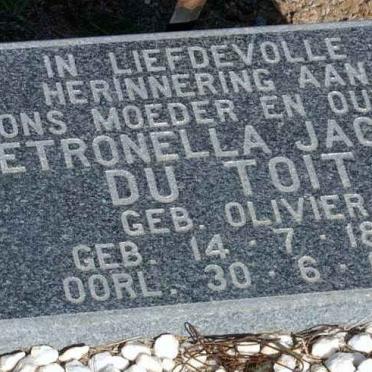 IN LIEFDEVOLLE
HERINNERING AAN
ONS MOEDER EN OU
ETRONELLA JAC
DU TOIT
GEB. OLIVIER
GEB. 14 · 7 · 18
OORL. 30 · 6 ·